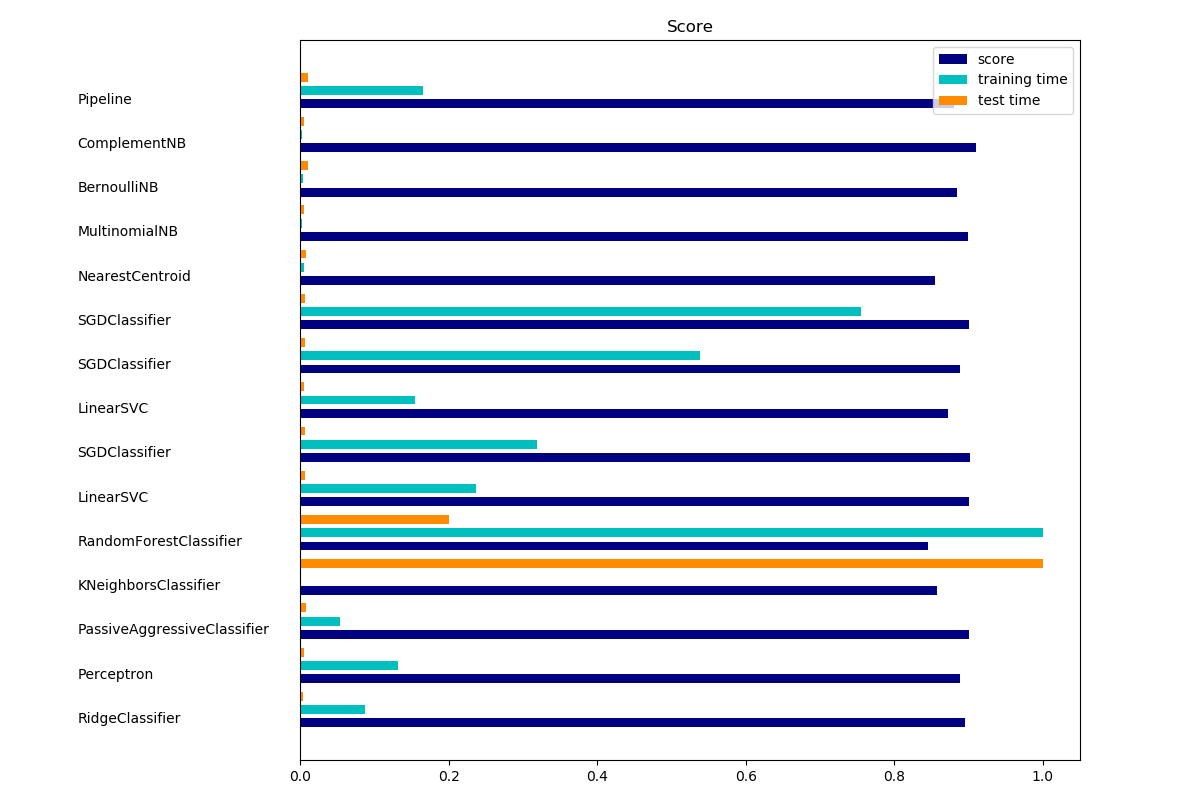 Score
score
training time
test time
Pipeline
ComplementNB
BernoulliNB
MultinomialNB
NearestCentroid
SGDClassifier
SGDClassifier
LinearSVC
SGDClassifier
LinearSVC
RandomForestClassifier
KNeighborsClassifier
PassiveAggressiveClassifier
Perceptron
RidgeClassifier
0.0 0.2 0.4 0.6 0.8 1.0